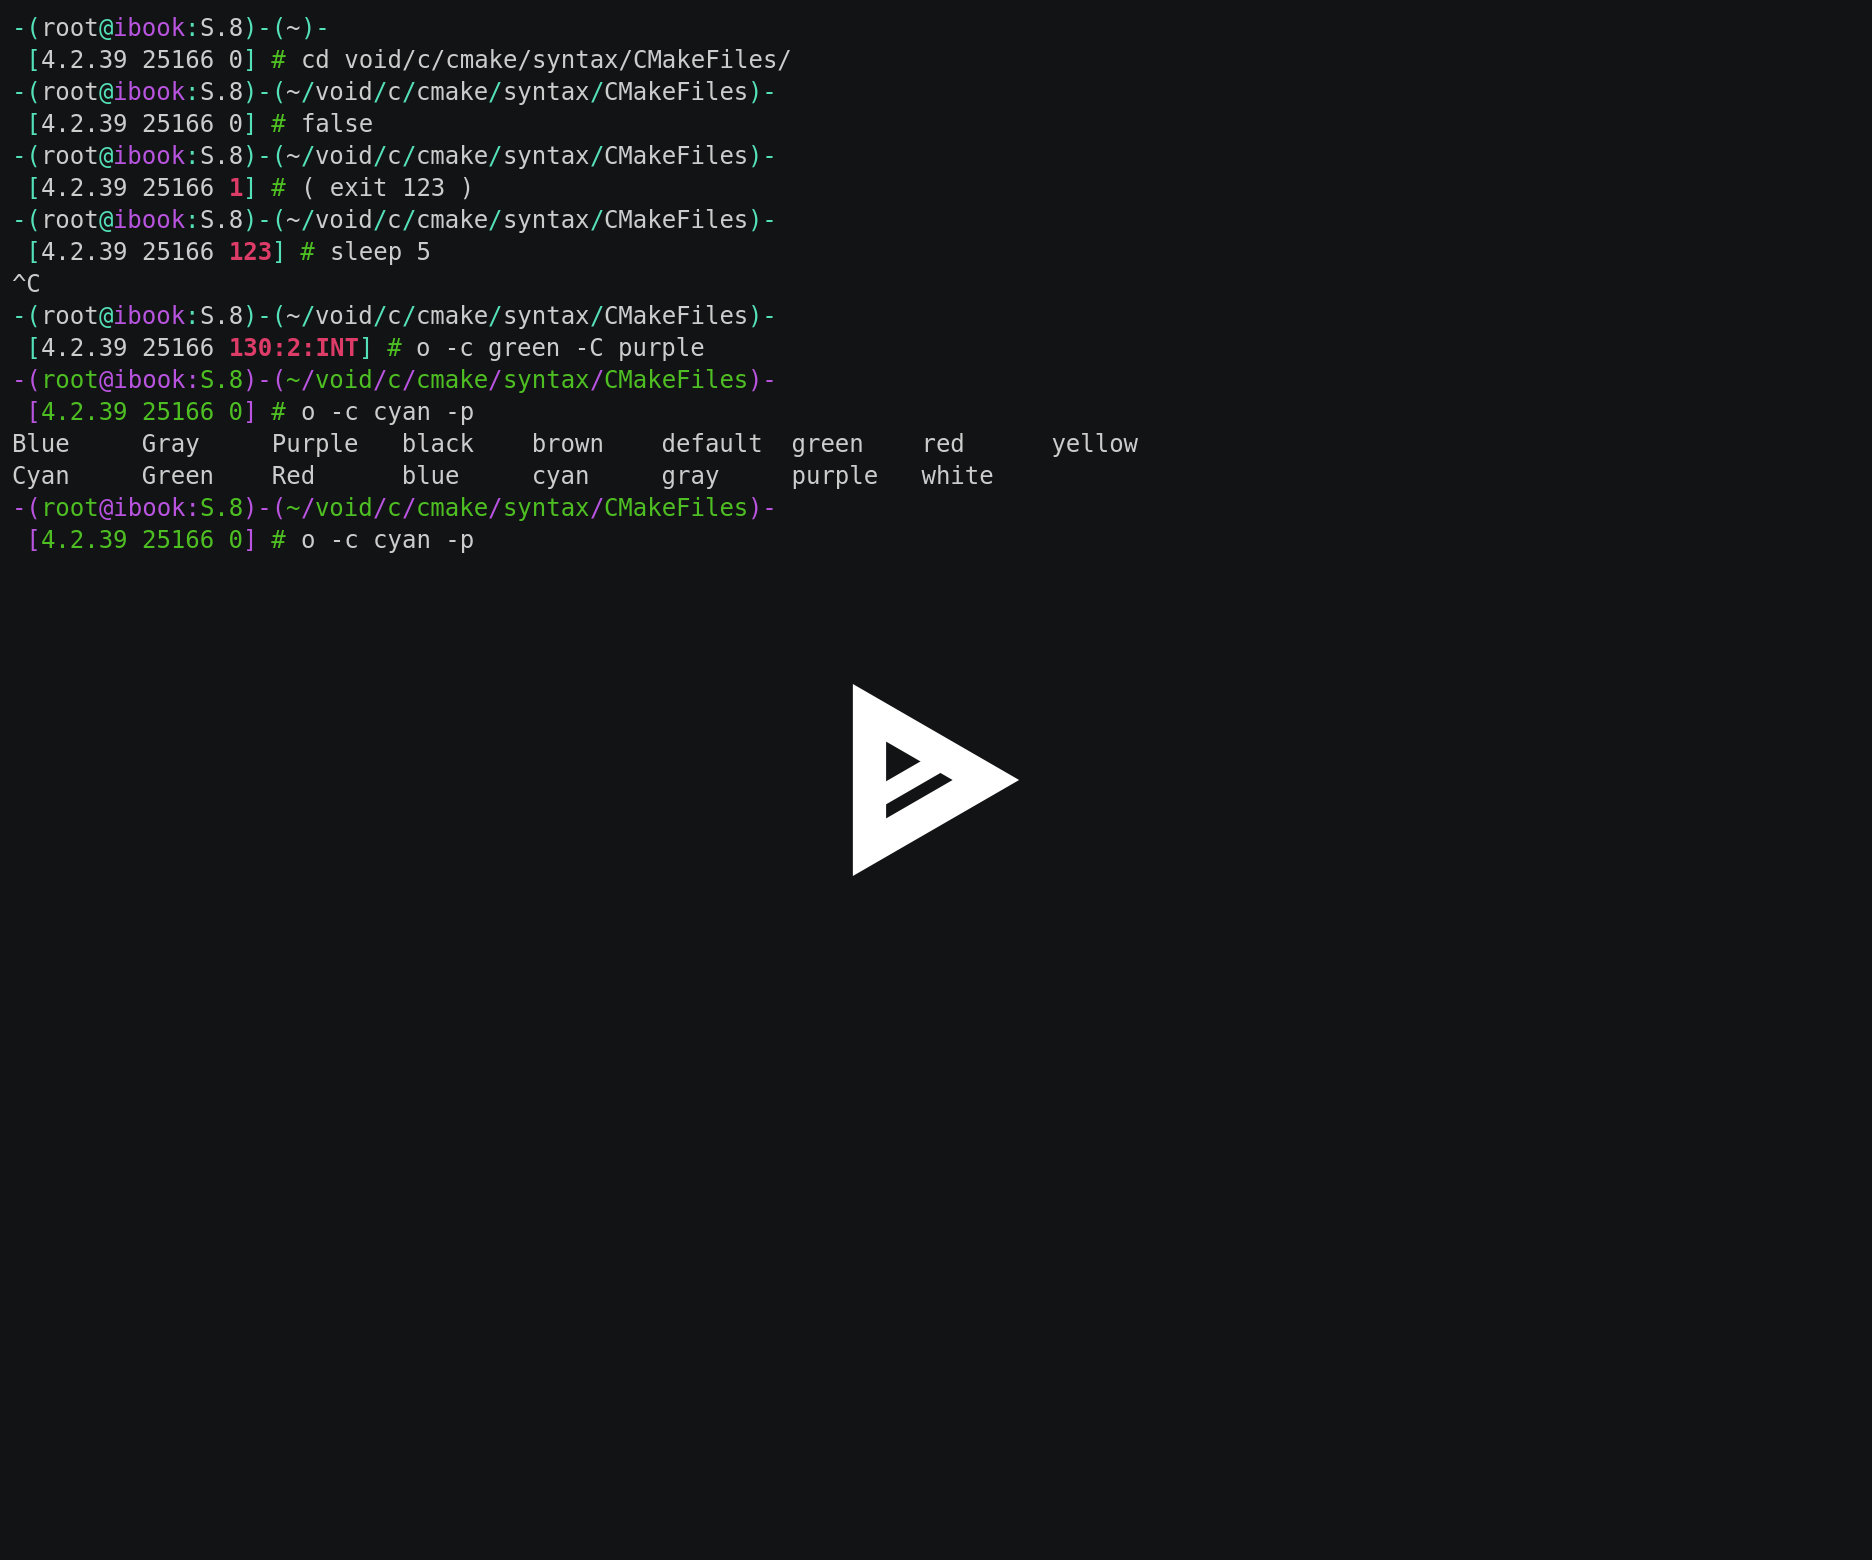 -(root@ibook:S.8)-(~)-
 [4.2.39 25166 0] # cd void/c/cmake/syntax/CMakeFiles/
-(root@ibook:S.8)-(~/void/c/cmake/syntax/CMakeFiles)-
 [4.2.39 25166 0] # false
-(root@ibook:S.8)-(~/void/c/cmake/syntax/CMakeFiles)-
 [4.2.39 25166 1] # ( exit 123 )
-(root@ibook:S.8)-(~/void/c/cmake/syntax/CMakeFiles)-
 [4.2.39 25166 123] # sleep 5
^C
-(root@ibook:S.8)-(~/void/c/cmake/syntax/CMakeFiles)-
 [4.2.39 25166 130:2:INT] # o -c green -C purple
-(root@ibook:S.8)-(~/void/c/cmake/syntax/CMakeFiles)-
 [4.2.39 25166 0] # o -c cyan -p
Blue     Gray     Purple   black    brown    default  green    red      yellow
Cyan     Green    Red      blue     cyan     gray     purple   white
-(root@ibook:S.8)-(~/void/c/cmake/syntax/CMakeFiles)-
 [4.2.39 25166 0] # o -c cyan -p